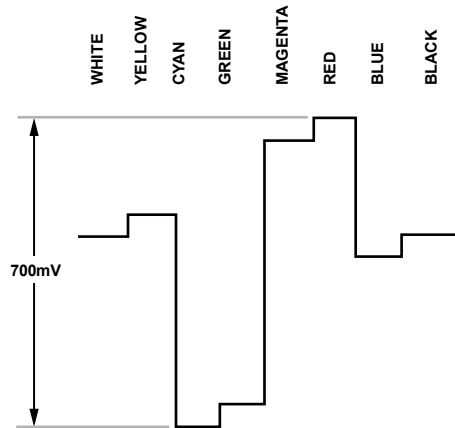 WHITE
YELLOW
CYAN
GREEN
MAGENTA
RED
BLUE
BLACK
700mV